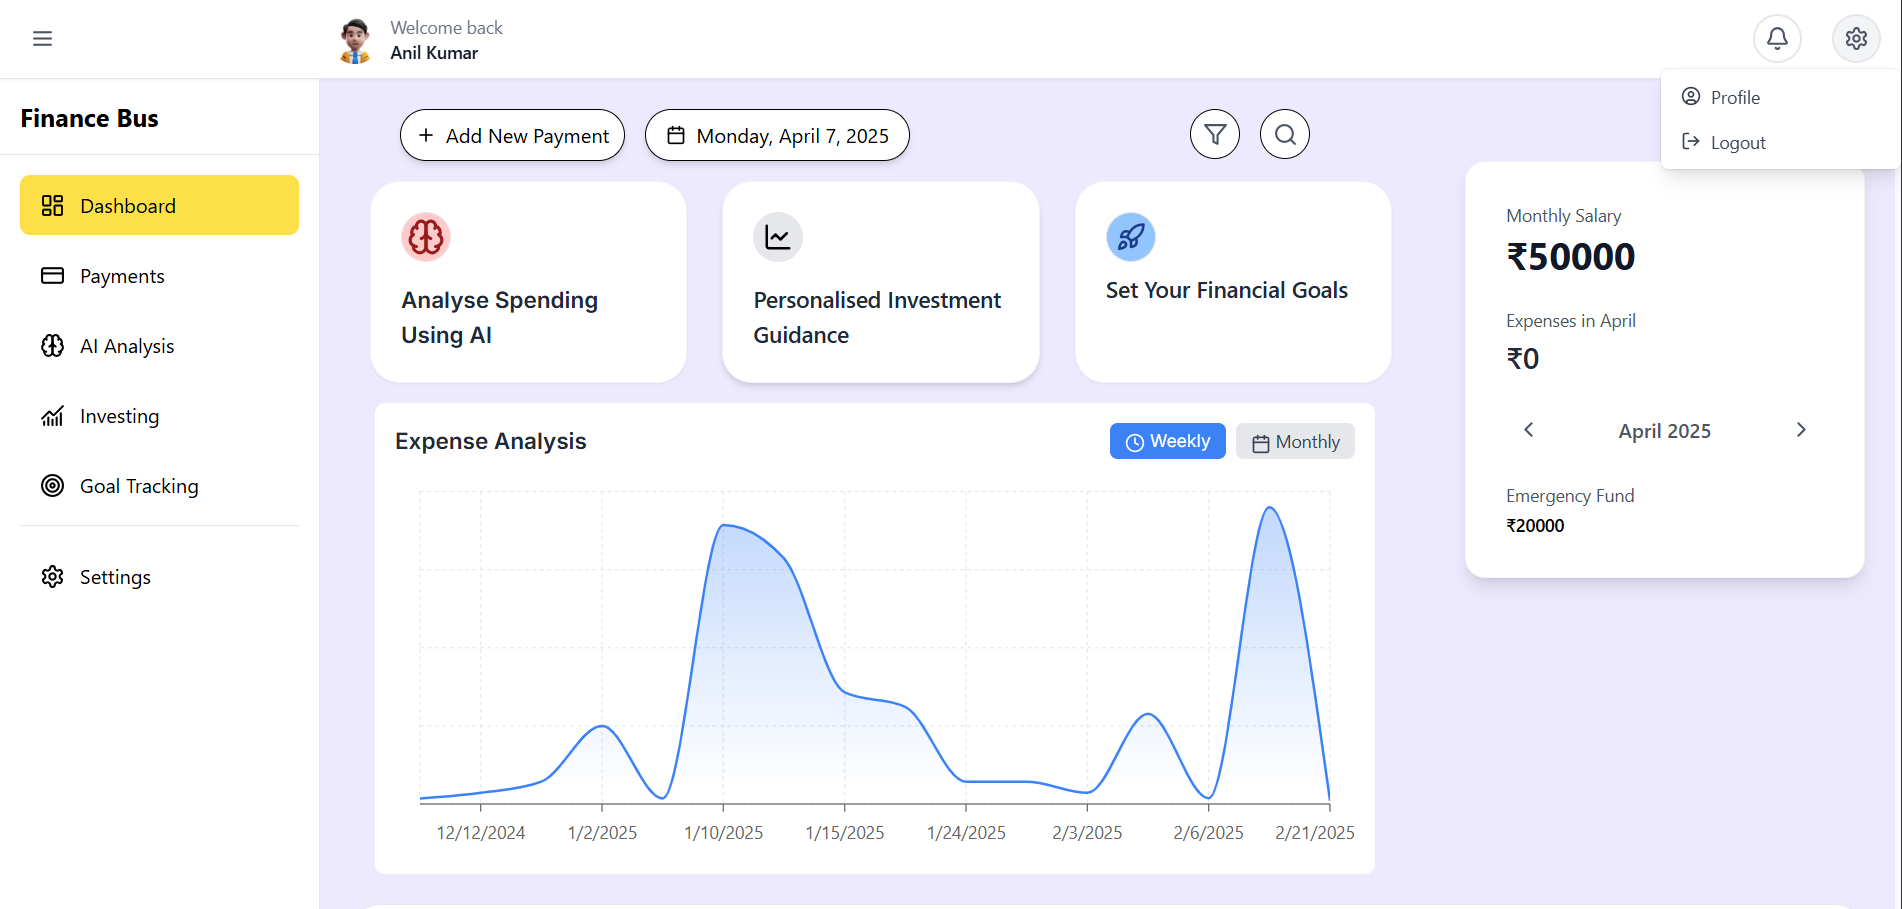 Welcome back
Anil Kumar
Profile
Logout
Finance Bus
Dashboard
Payments
AI Analysis
Investing
Goal Tracking
Settings
Add New Payment
Monday, April 7, 2025
Analyse Spending
Using AI
Personalised Investment
Guidance
Set Your Financial Goals
Expense Analysis
Weekly
Monthly
12/12/2024
1/2/2025
1/10/2025
1/15/2025
1/24/2025
2/3/2025
2/6/2025
2/21/2025
Monthly Salary
₹50000
Expenses in April
₹0
April 2025
Emergency Fund
₹20000